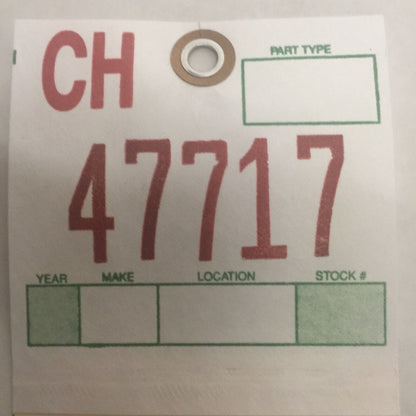 CH
PART TYPE
47717
YEAR MAKE LOCATION STOCK #